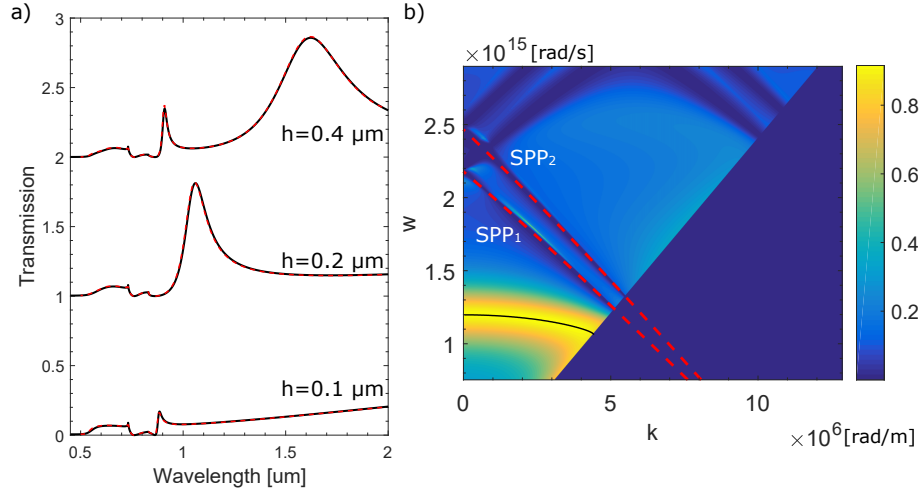 a)
3
2.5
2
1.5
1
0.5
0
Transmission
h=0.4 µm
h=0.2 µm
h=0.1 µm
0.5 1 1.5 2
Wavelength [um]
b)
×10¹⁵ [rad/s]
2.5
2
1.5
1
w
SPP₂
SPP₁
0 5 10
k
×10⁶ [rad/m]
0.8
0.6
0.4
0.2